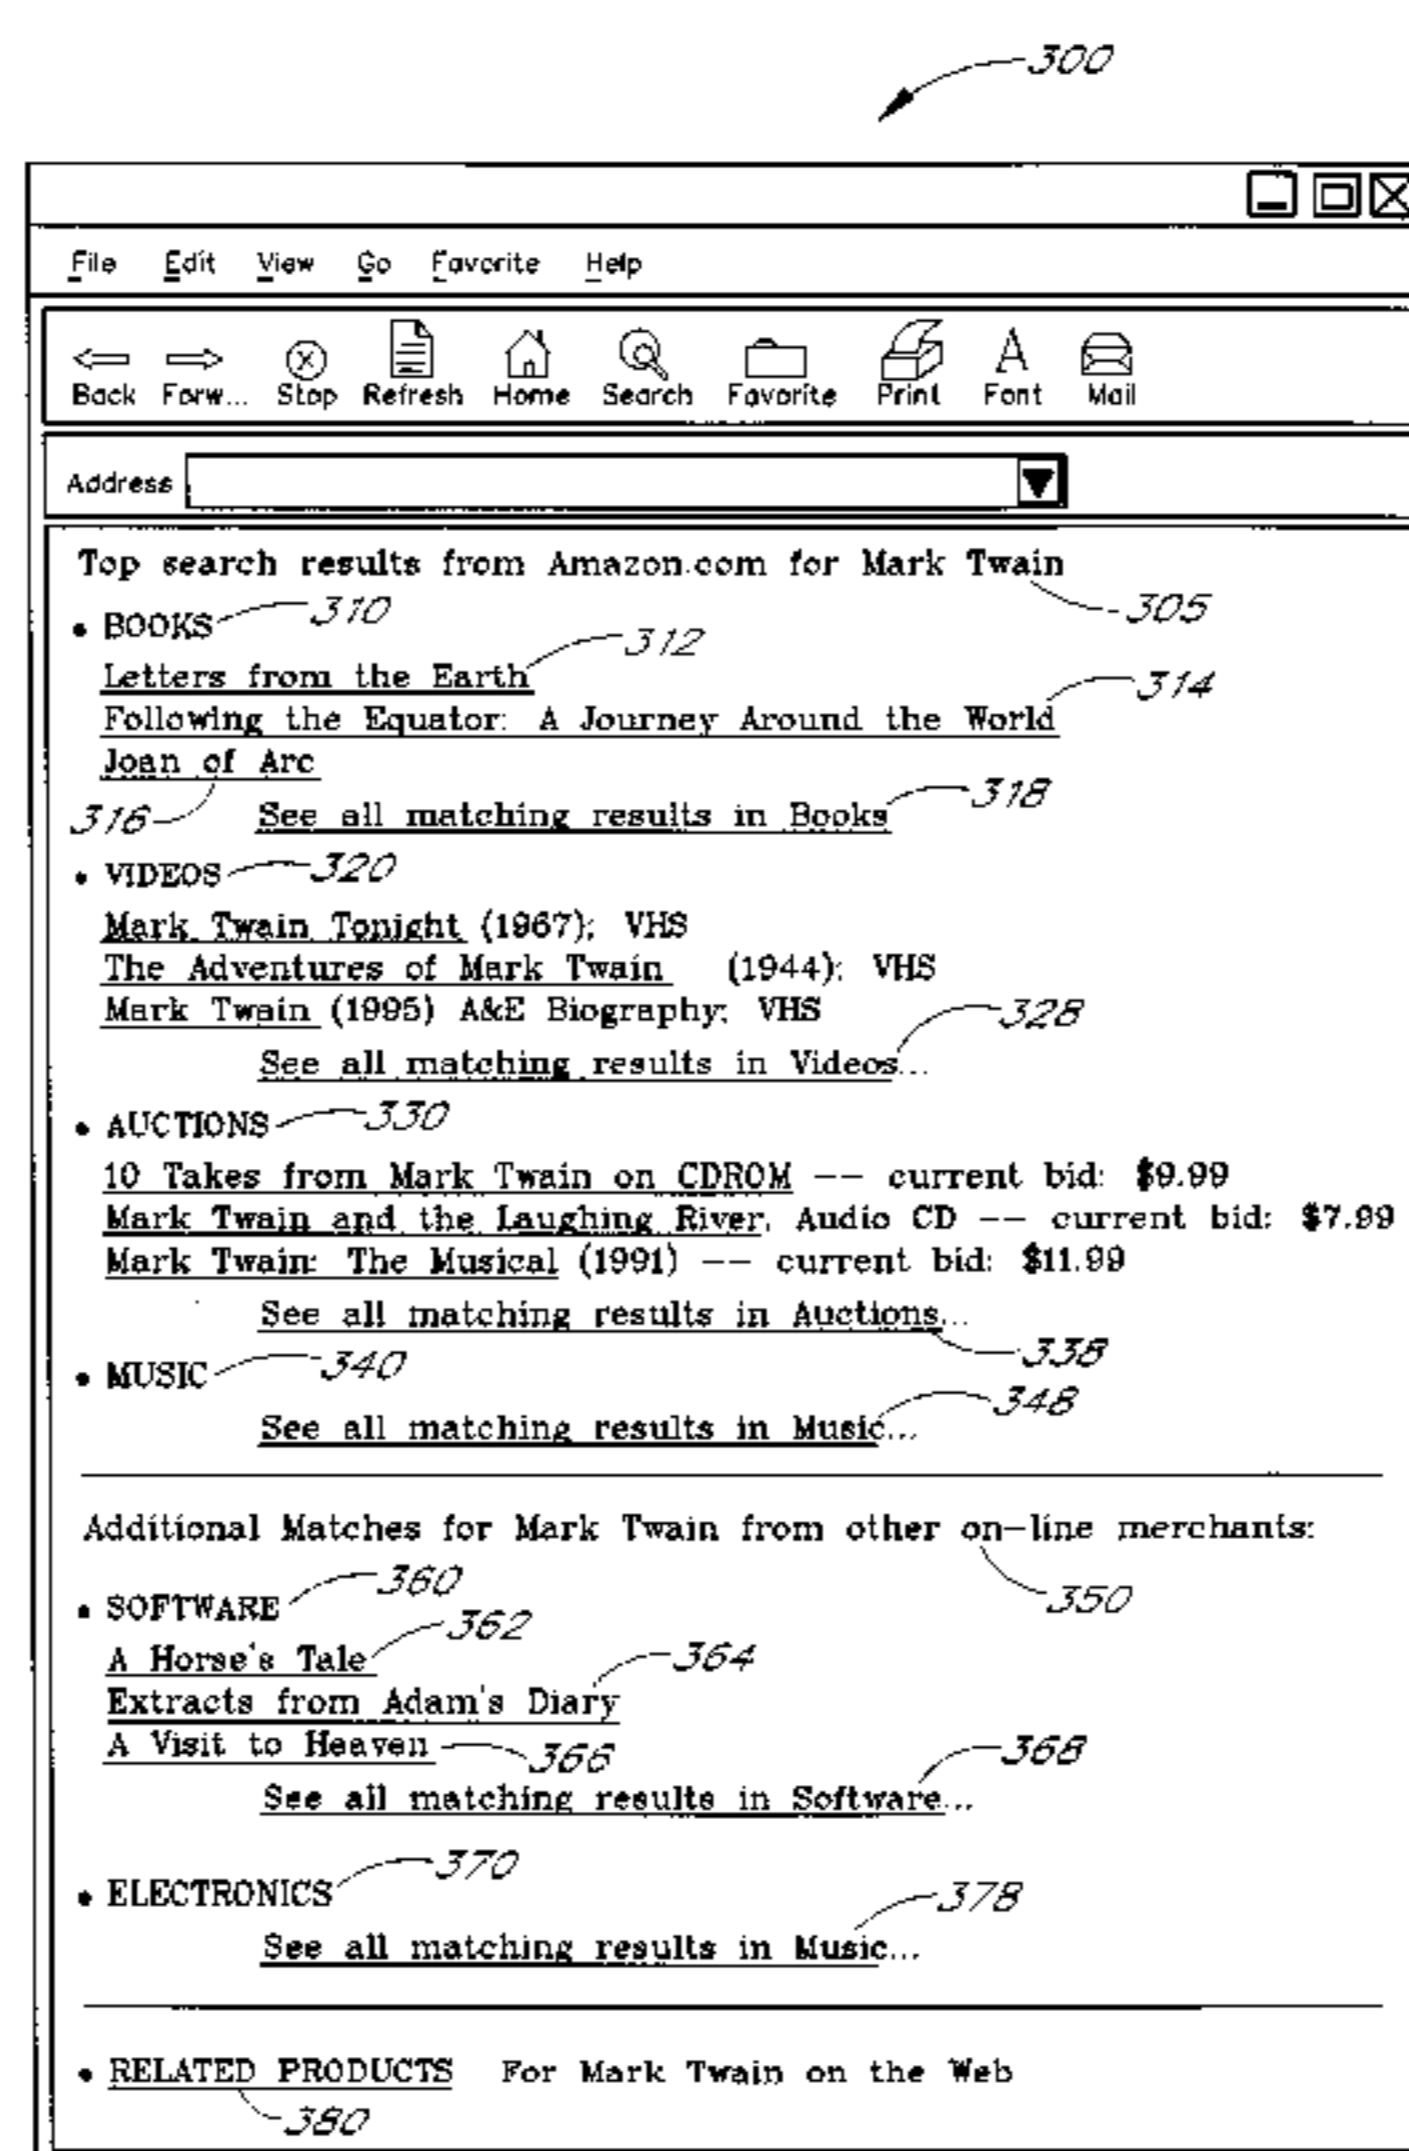 300
File Edit View Go Favorite Help
Back Forw... Stop Refresh Home Search Favorite Print Font Mail
Address
Top search results from Amazon.com for Mark Twain
305
• BOOKS 310
Letters from the Earth 312
Following the Equator: A Journey Around the World 314
Joan of Arc
316 See all matching results in Books 318
• VIDEOS 320
Mark Twain Tonight (1967); VHS
The Adventures of Mark Twain (1944); VHS
Mark Twain (1995) A&E Biography; VHS
See all matching results in Videos... 328
• AUCTIONS 330
10 Takes from Mark Twain on CDROM -- current bid: $9.99
Mark Twain and the Laughing River, Audio CD -- current bid: $7.99
Mark Twain: The Musical (1991) -- current bid: $11.99
See all matching results in Auctions... 338
• MUSIC 340
See all matching results in Music... 348
Additional Matches for Mark Twain from other on-line merchants:
350
• SOFTWARE 360
A Horse's Tale 362
Extracts from Adam's Diary 364
A Visit to Heaven 366
See all matching results in Software... 368
• ELECTRONICS 370
See all matching results in Music... 378
• RELATED PRODUCTS For Mark Twain on the Web
380